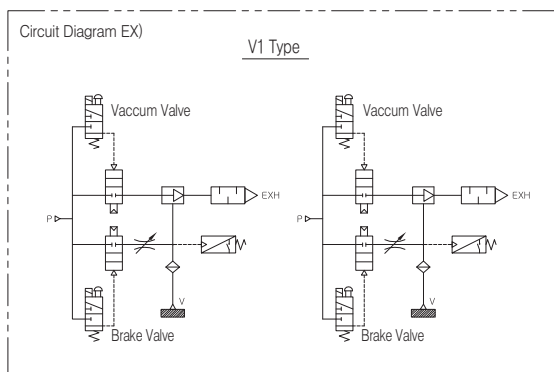 Circuit Diagram EX)
V1 Type
Vaccum Valve
Vaccum Valve
EXH
EXH
P
P
V
V
Brake Valve
Brake Valve